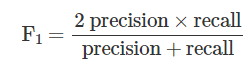 F₁ = 2 precision × recall / precision + recall